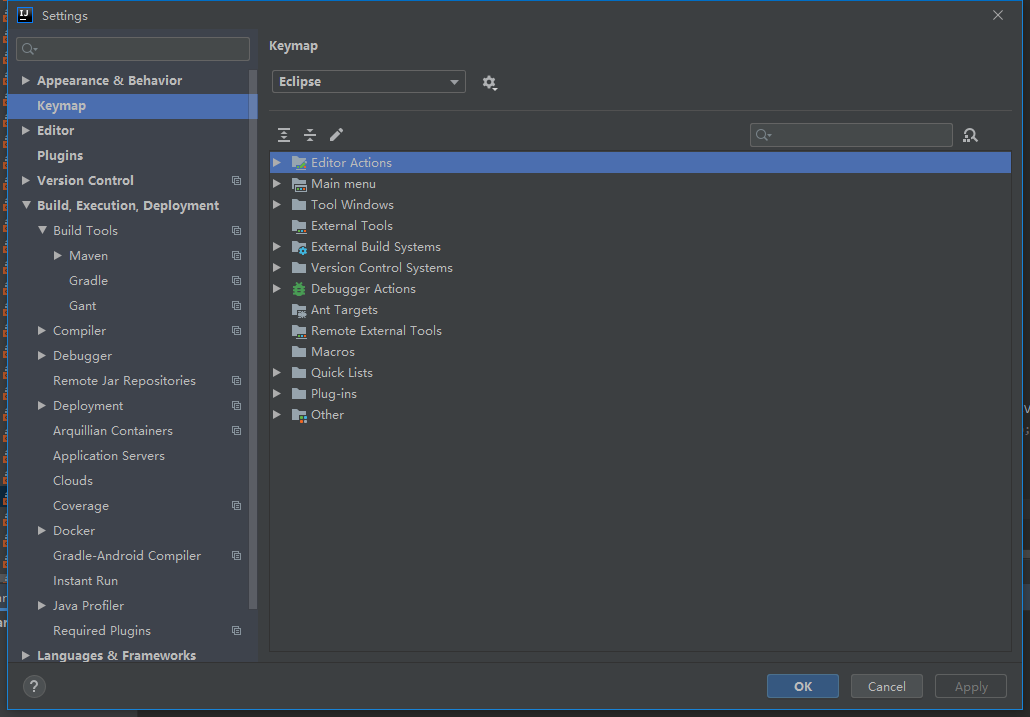 IJ
Settings
Appearance & Behavior
Keymap
Editor
Plugins
Version Control
Build, Execution, Deployment
Build Tools
Maven
Gradle
Gant
Compiler
Debugger
Remote Jar Repositories
Deployment
Arquillian Containers
Application Servers
Clouds
Coverage
Docker
Gradle-Android Compiler
Instant Run
Java Profiler
Required Plugins
Languages & Frameworks
?
Keymap
Eclipse
Editor Actions
Main menu
Tool Windows
External Tools
External Build Systems
Version Control Systems
Debugger Actions
Ant Targets
Remote External Tools
Macros
Quick Lists
Plug-ins
Other
OK
Cancel
Apply